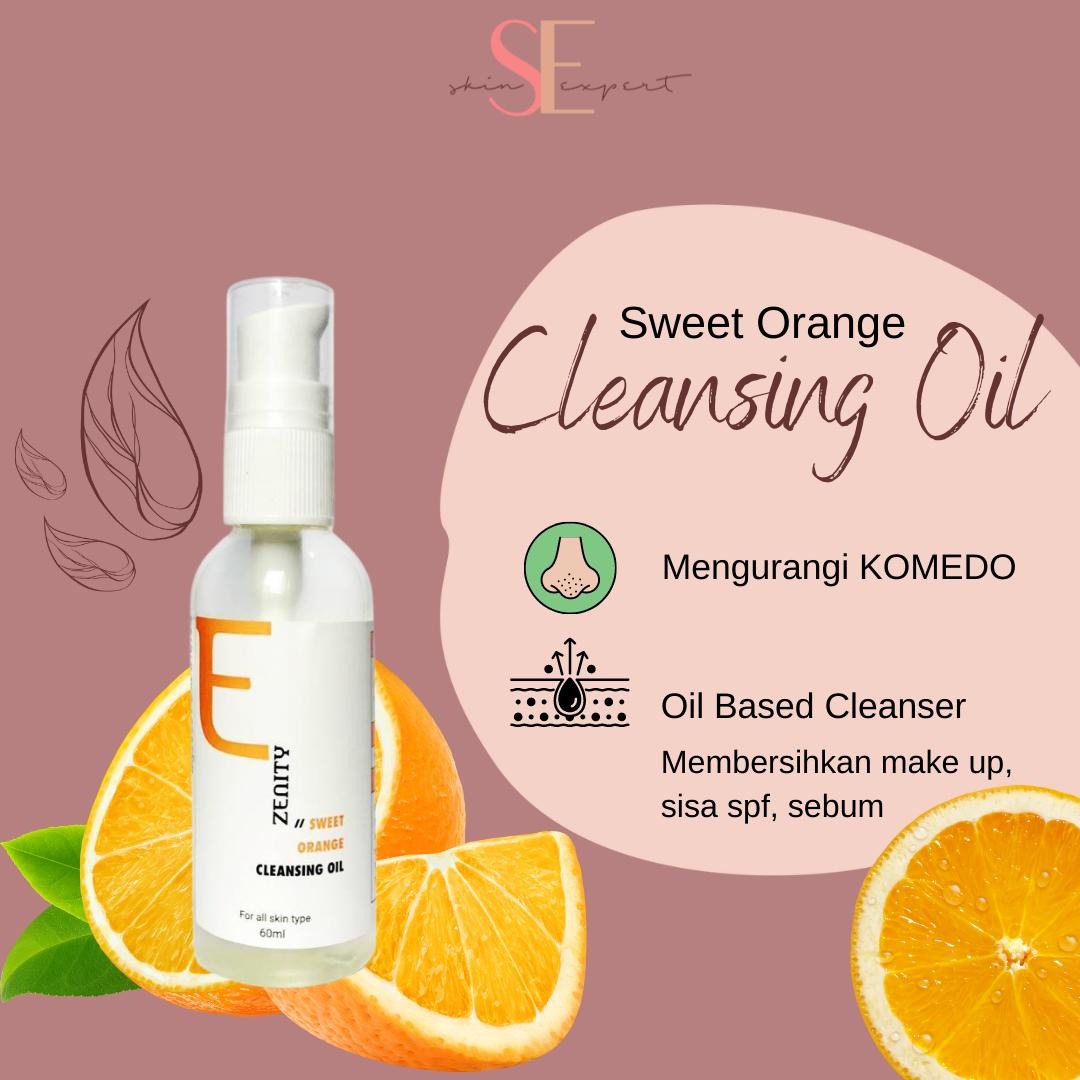 SE
skin expert
Sweet Orange
Cleansing Oil
Mengurangi KOMEDO
Oil Based Cleanser
Membersihkan make up,
sisa spf, sebum
E
ZENITY
// SWEET
ORANGE
CLEANSING OIL
For all skin type
60ml